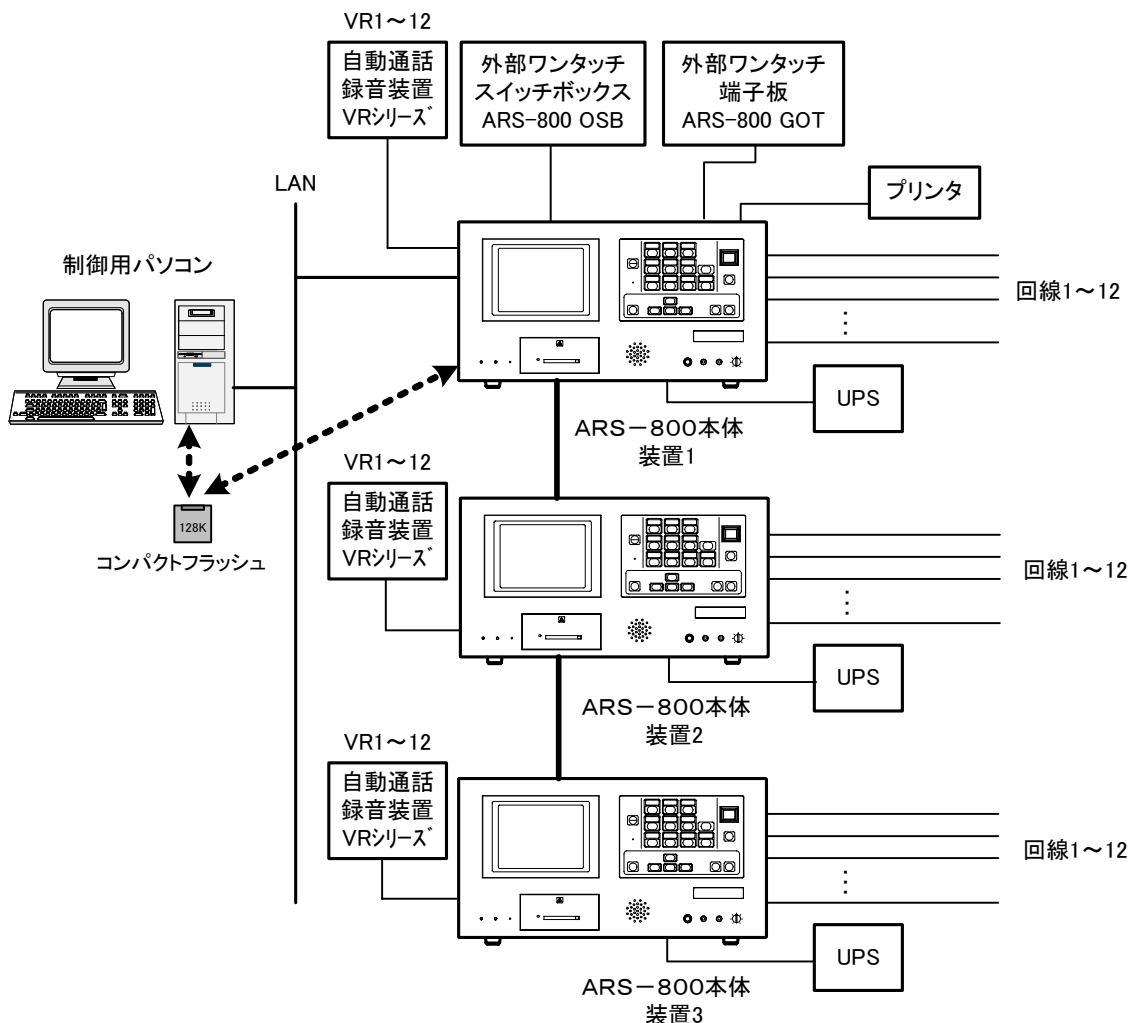 VR1～12
自動通話
録音装置
VRｼﾘｰｽﾞ
外部ワンタッチ
スイッチボックス
ARS-800 OSB
外部ワンタッチ
端子板
ARS-800 GOT
プリンタ
LAN
制御用パソコン
回線1～12
UPS
ARS－800本体
装置1
128K
コンパクトフラッシュ
VR1～12
自動通話
録音装置
VRｼﾘｰｽﾞ
回線1～12
UPS
ARS－800本体
装置2
VR1～12
自動通話
録音装置
VRｼﾘｰｽﾞ
回線1～12
UPS
ARS－800本体
装置3